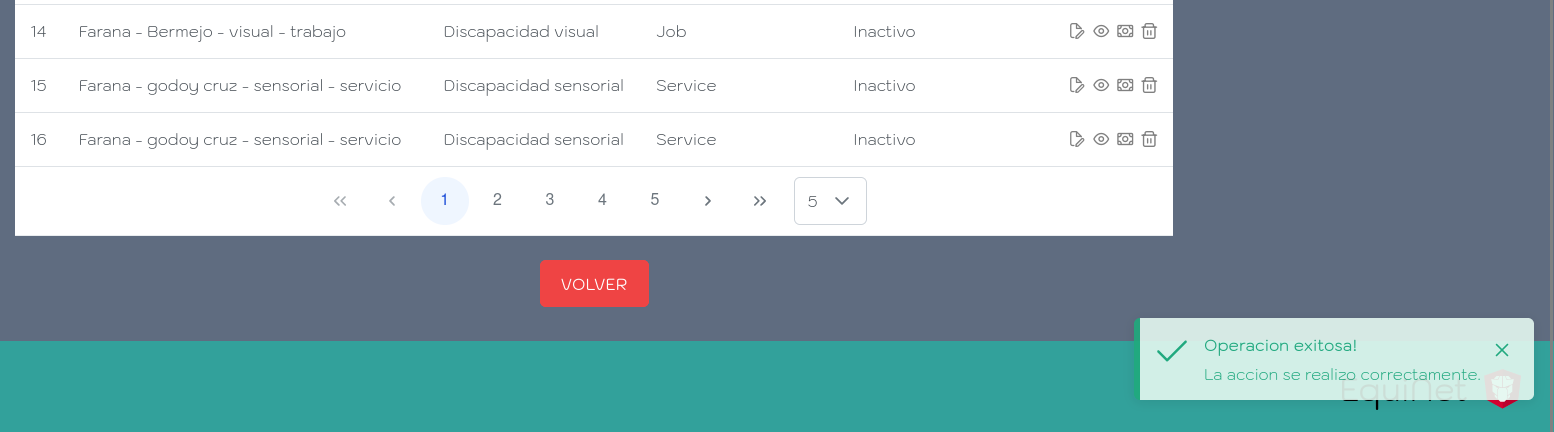 14 Farana - Bermejo - visual - trabajo Discapacidad visual Job Inactivo
15 Farana - godoy cruz - sensorial - servicio Discapacidad sensorial Service Inactivo
16 Farana - godoy cruz - sensorial - servicio Discapacidad sensorial Service Inactivo
« ‹ 1 2 3 4 5 › » 5
VOLVER
Operacion exitosa!
La accion se realizo correctamente.
EquiNet